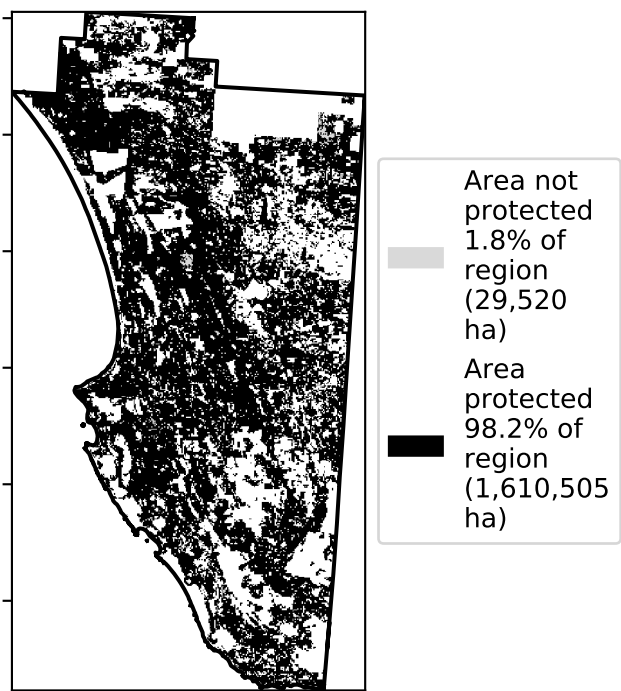 Area not
protected
1.8% of
region
(29,520
ha)
Area
protected
98.2% of
region
(1,610,505
ha)